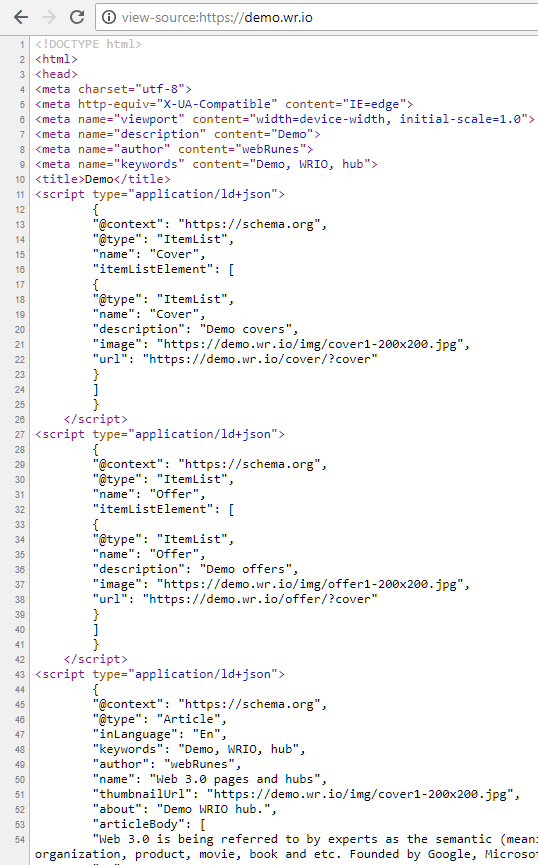 view-source:https://demo.wr.io
1 <!DOCTYPE html>
2 <html>
3 <head>
4 <meta charset="utf-8">
5 <meta http-equiv="X-UA-Compatible" content="IE=edge">
6 <meta name="viewport" content="width=device-width, initial-scale=1.0">
7 <meta name="description" content="Demo">
8 <meta name="author" content="webRunes">
9 <meta name="keywords" content="Demo, WRIO, hub">
10 <title>Demo</title>
11 <script type="application/ld+json">
12 {
13 "@context": "https://schema.org",
14 "@type": "ItemList",
15 "name": "Cover",
16 "itemListElement": [
17 {
18 "@type": "ItemList",
19 "name": "Cover",
20 "description": "Demo covers",
21 "image": "https://demo.wr.io/img/cover1-200x200.jpg",
22 "url": "https://demo.wr.io/cover/?cover"
23 }
24 ]
25 }
26 </script>
27 <script type="application/ld+json">
28 {
29 "@context": "https://schema.org",
30 "@type": "ItemList",
31 "name": "Offer",
32 "itemListElement": [
33 {
34 "@type": "ItemList",
35 "name": "Offer",
36 "description": "Demo offers",
37 "image": "https://demo.wr.io/img/offer1-200x200.jpg",
38 "url": "https://demo.wr.io/offer/?cover"
39 }
40 ]
41 }
42 </script>
43 <script type="application/ld+json">
44 {
45 "@context": "https://schema.org",
46 "@type": "Article",
47 "inLanguage": "En",
48 "keywords": "Demo, WRIO, hub",
49 "author": "webRunes",
50 "name": "Web 3.0 pages and hubs",
51 "thumbnailUrl": "https://demo.wr.io/img/cover1-200x200.jpg",
52 "about": "Demo WRIO hub.",
53 "articleBody": [
54 "Web 3.0 is being referred to by experts as the semantic (meani
organization, product, movie, book and etc. Founded by Google, Microso